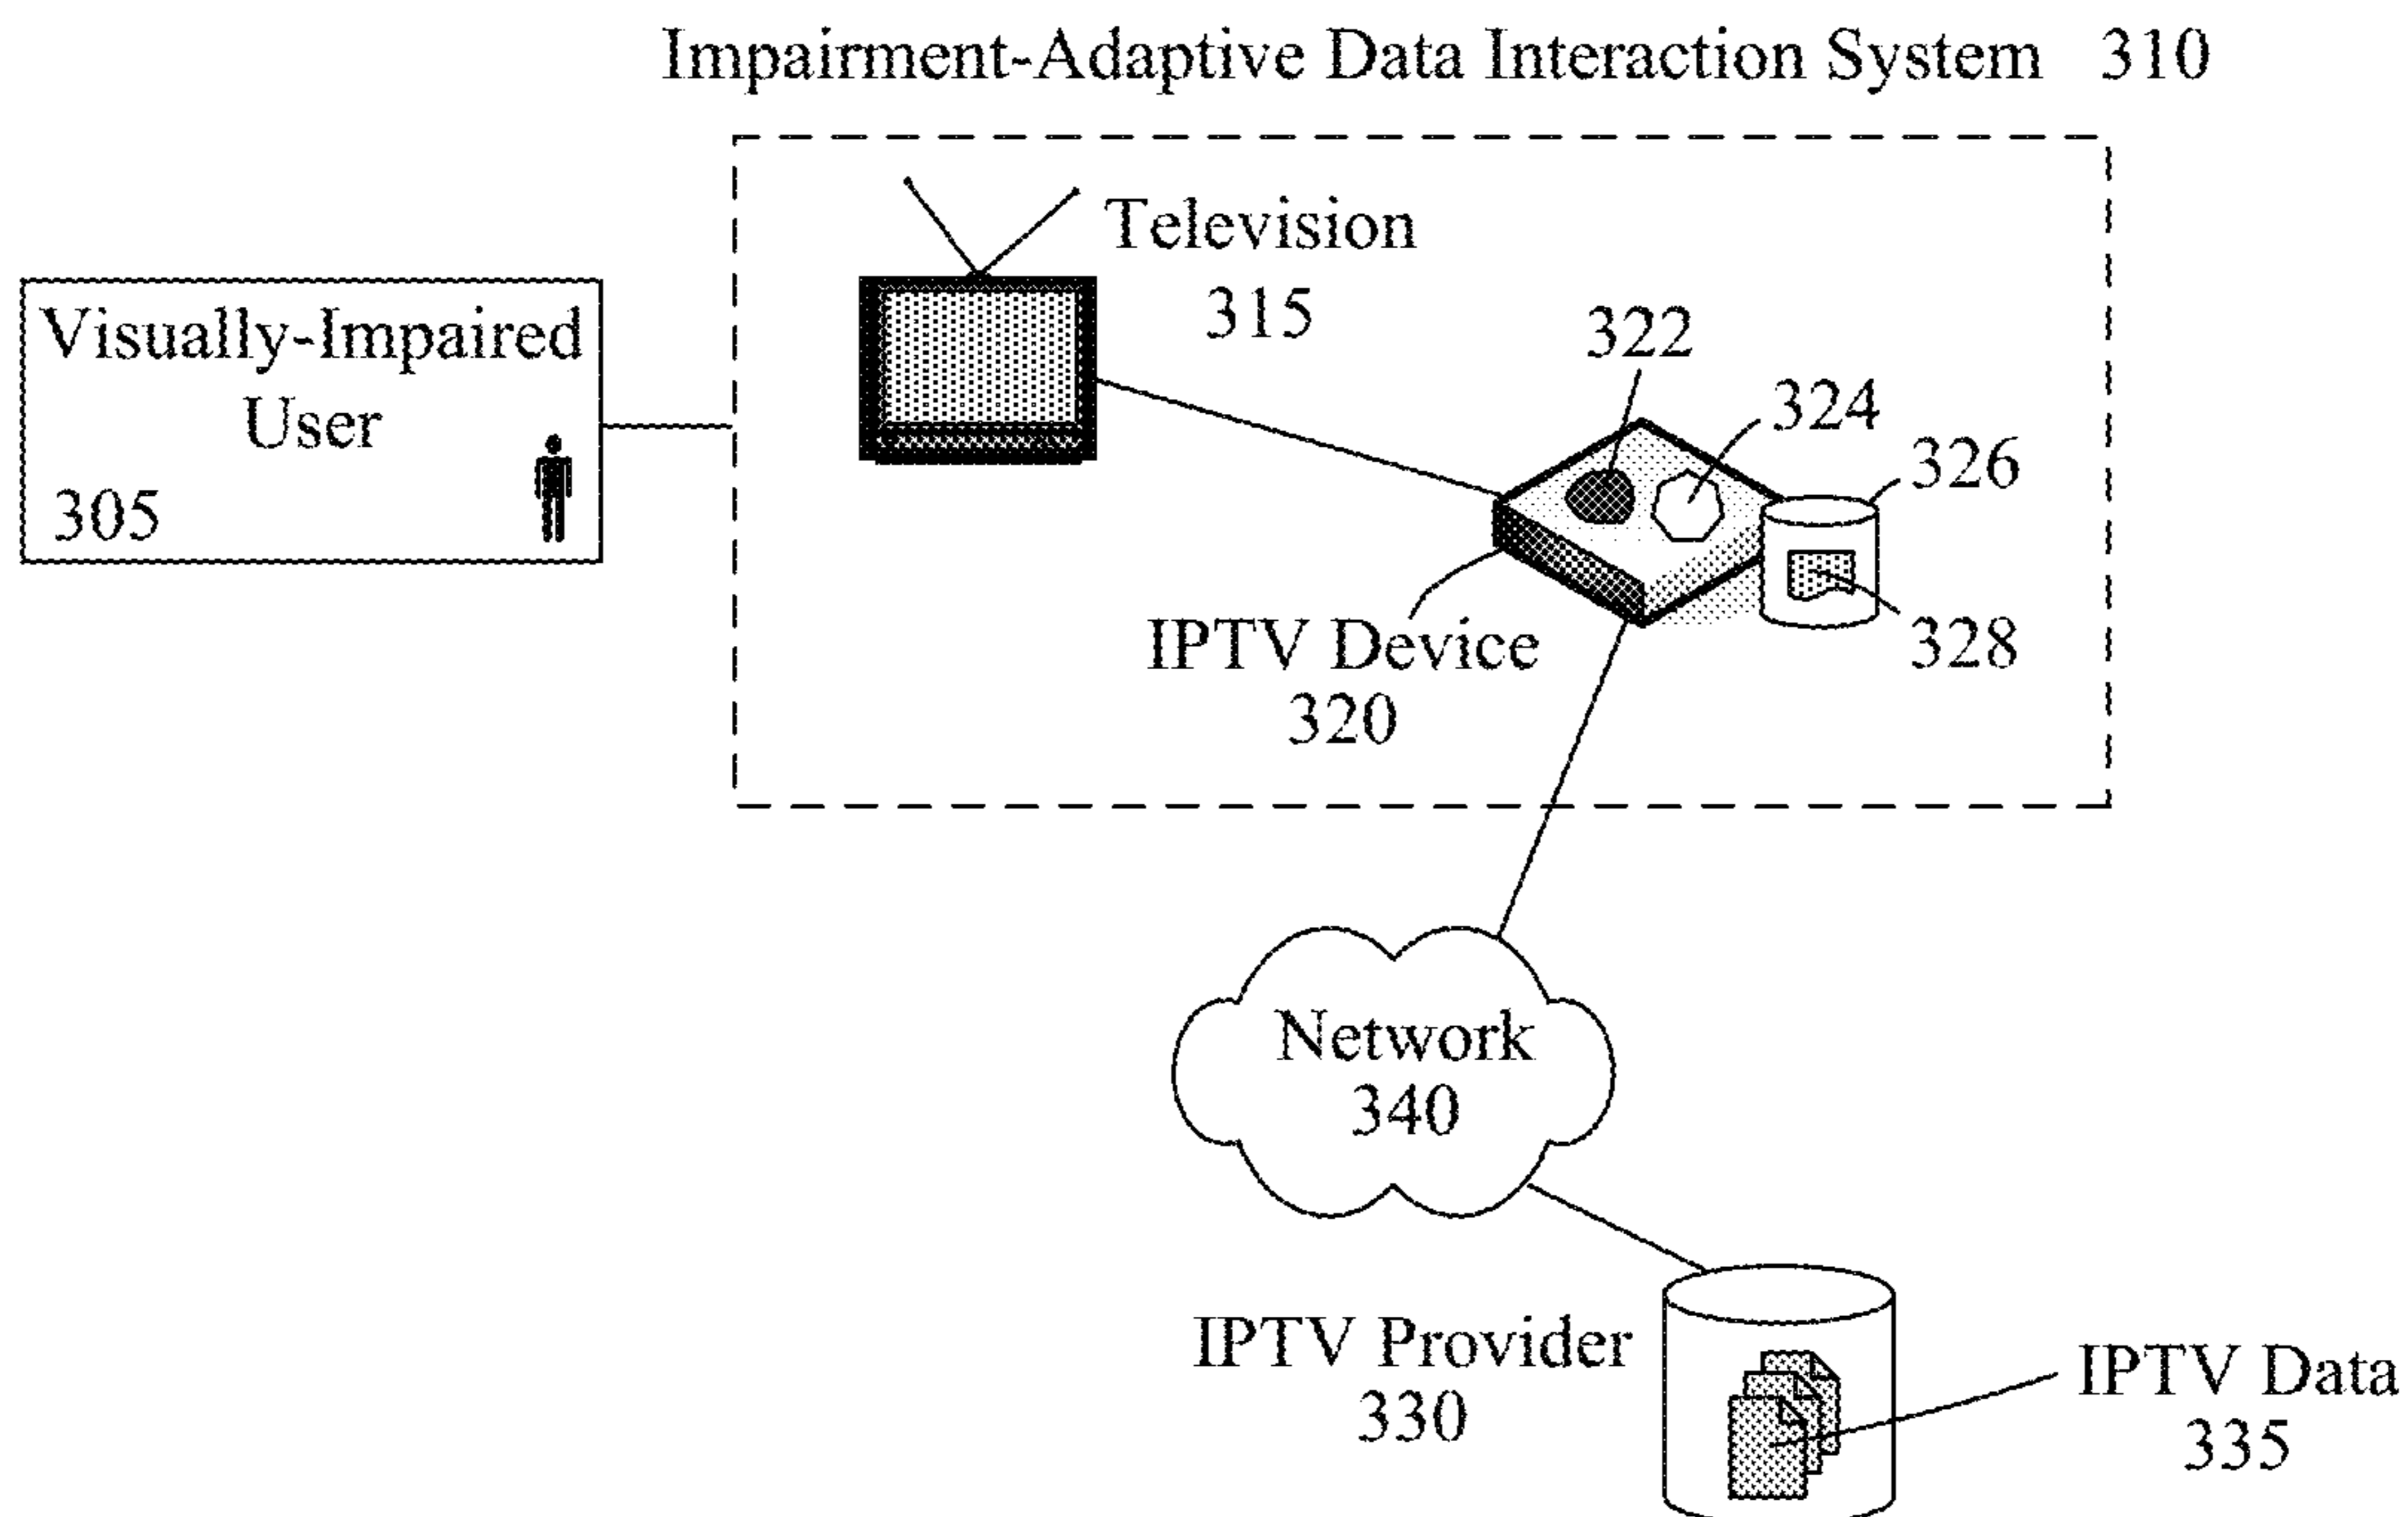 Impairment-Adaptive Data Interaction System 310
Television
315
Visually-Impaired
User
305
322
324
326
328
IPTV Device
320
Network
340
IPTV Provider
330
IPTV Data
335